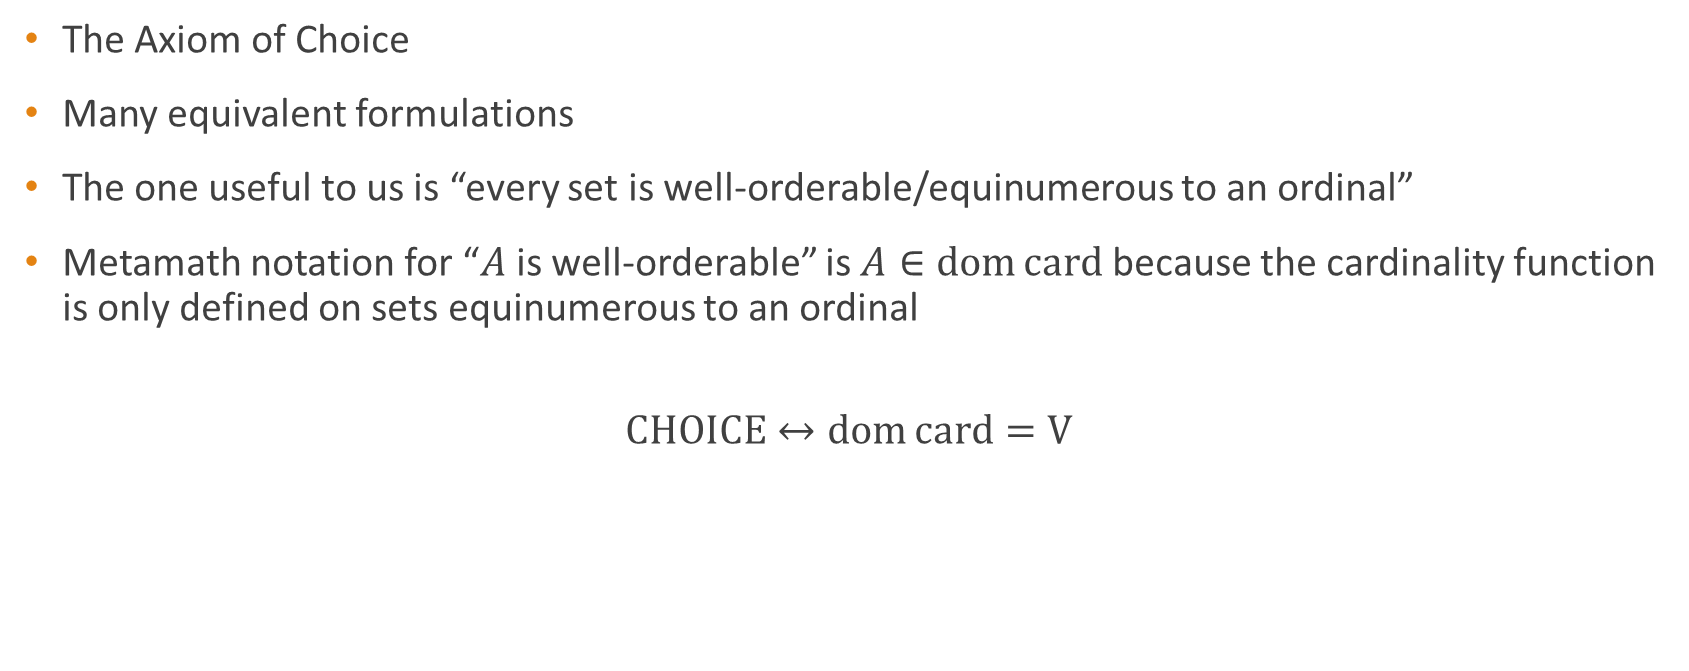 • The Axiom of Choice
• Many equivalent formulations
• The one useful to us is “every set is well-orderable/equinumerous to an ordinal”
• Metamath notation for “𝐴 is well-orderable” is 𝐴 ∈ dom card because the cardinality function
is only defined on sets equinumerous to an ordinal
CHOICE ↔ dom card = V